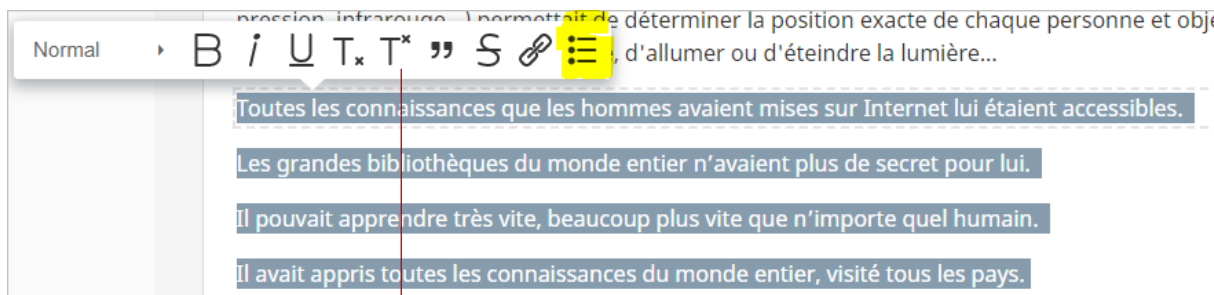 pression, infrarouge...) permettait de déterminer la position exacte de chaque personne et obje
Normal B i U Tₓ Tˣ ❞ S
, d'allumer ou d'éteindre la lumière...
Toutes les connaissances que les hommes avaient mises sur Internet lui étaient accessibles.
Les grandes bibliothèques du monde entier n'avaient plus de secret pour lui.
Il pouvait apprendre très vite, beaucoup plus vite que n'importe quel humain.
Il avait appris toutes les connaissances du monde entier, visité tous les pays.